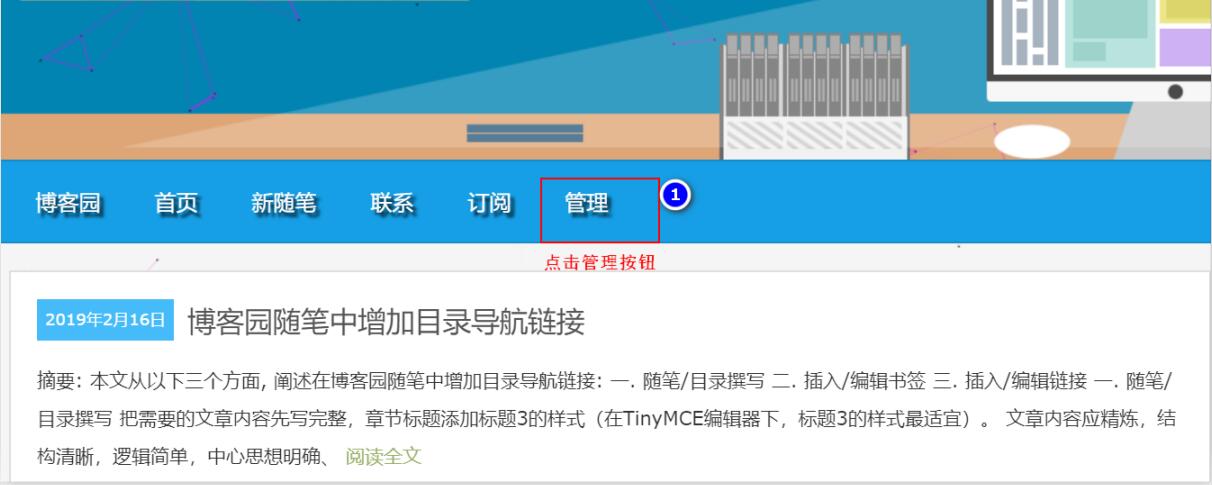 博客园 首页 新随笔 联系 订阅 管理 1
点击管理按钮
2019年2月16日 博客园随笔中增加目录导航链接
摘要: 本文从以下三个方面, 阐述在博客园随笔中增加目录导航链接: 一. 随笔/目录撰写 二. 插入/编辑书签 三. 插入/编辑链接 一. 随笔/
目录撰写 把需要的文章内容先写完整，章节标题添加标题3的样式（在TinyMCE编辑器下，标题3的样式最适宜）。 文章内容应精炼，结
构清晰，逻辑简单，中心思想明确、 阅读全文